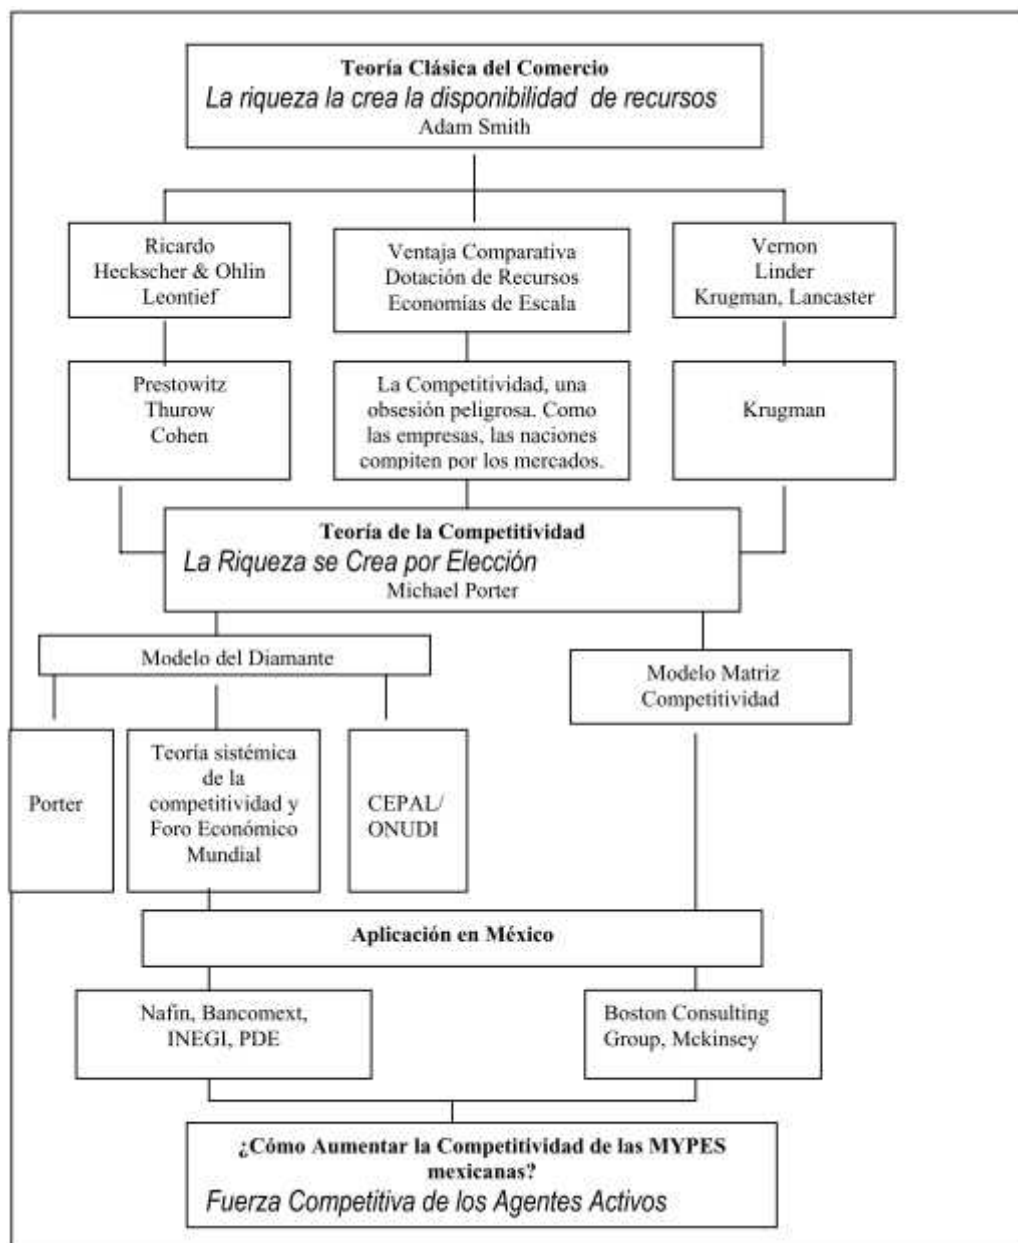 Teoría Clásica del Comercio
La riqueza la crea la disponibilidad de recursos
Adam Smith
Ricardo
Heckscher & Ohlin
Leontief
Ventaja Comparativa
Dotación de Recursos
Economías de Escala
Vernon
Linder
Krugman, Lancaster
Prestowitz
Thurow
Cohen
La Competitividad, una
obsesión peligrosa. Como
las empresas, las naciones
compiten por los mercados.
Krugman
Teoría de la Competitividad
La Riqueza se Crea por Elección
Michael Porter
Modelo del Diamante
Modelo Matriz
Competitividad
Porter
Teoría sistémica
de la
competitividad y
Foro Económico
Mundial
CEPAL/
ONUDI
Aplicación en México
Nafin, Bancomext,
INEGI, PDE
Boston Consulting
Group, Mckinsey
¿Cómo Aumentar la Competitividad de las MYPES
mexicanas?
Fuerza Competitiva de los Agentes Activos